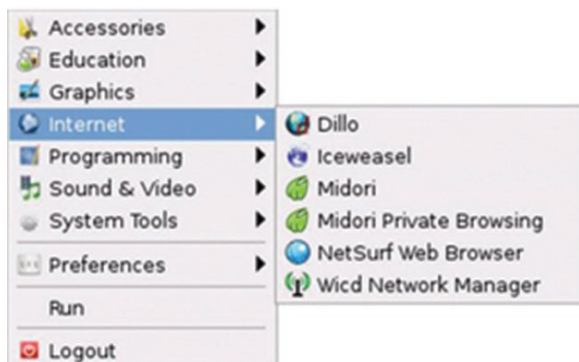 Accessories
Education
Graphics
Internet
Programming
Sound & Video
System Tools
Preferences
Run
Logout
Dillo
Iceweasel
Midori
Midori Private Browsing
NetSurf Web Browser
Wicd Network Manager